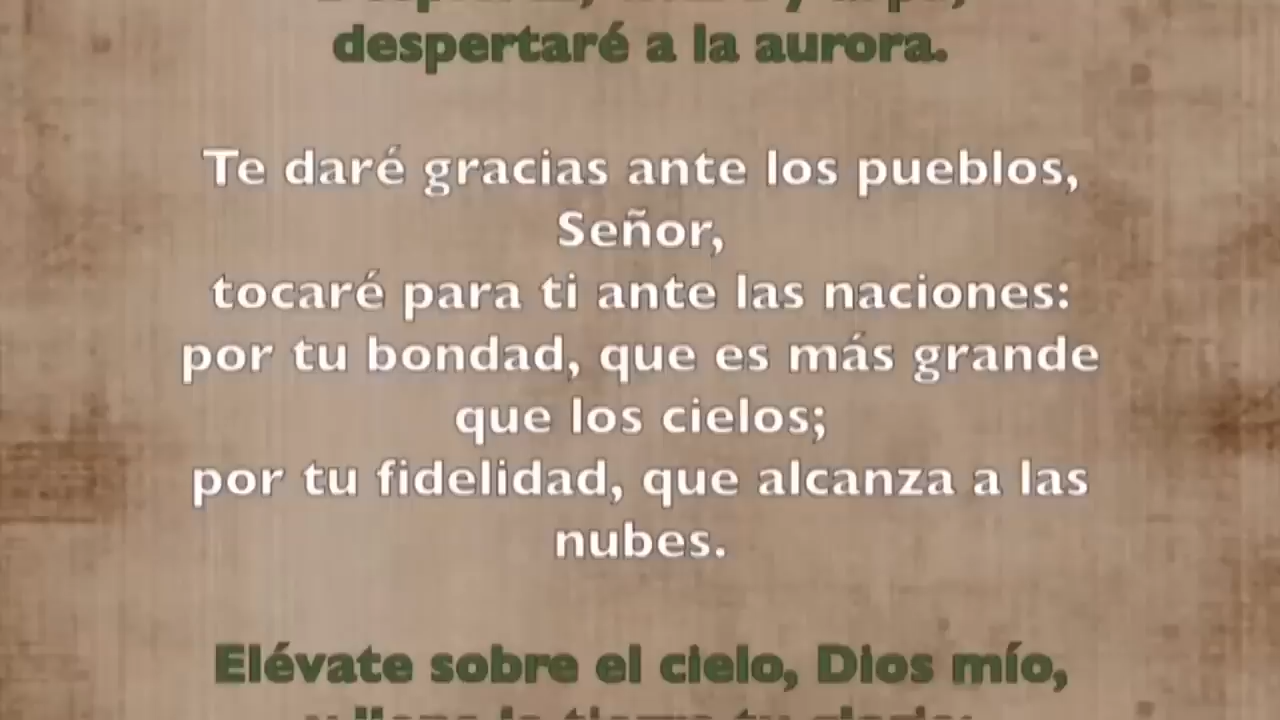 despertaré a la aurora.
Te daré gracias ante los pueblos,
Señor,
tocaré para ti ante las naciones:
por tu bondad, que es más grande
que los cielos;
por tu fidelidad, que alcanza a las
nubes.
Elévate sobre el cielo, Dios mío,